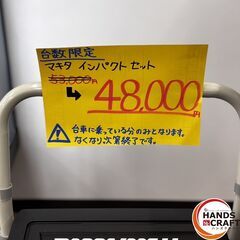 台数限定
マキタ インパクトセット
53,000円
48,000円
台車に乗っている分のみとなります。
なくなり次第終了です。
HANDS
CRAFT